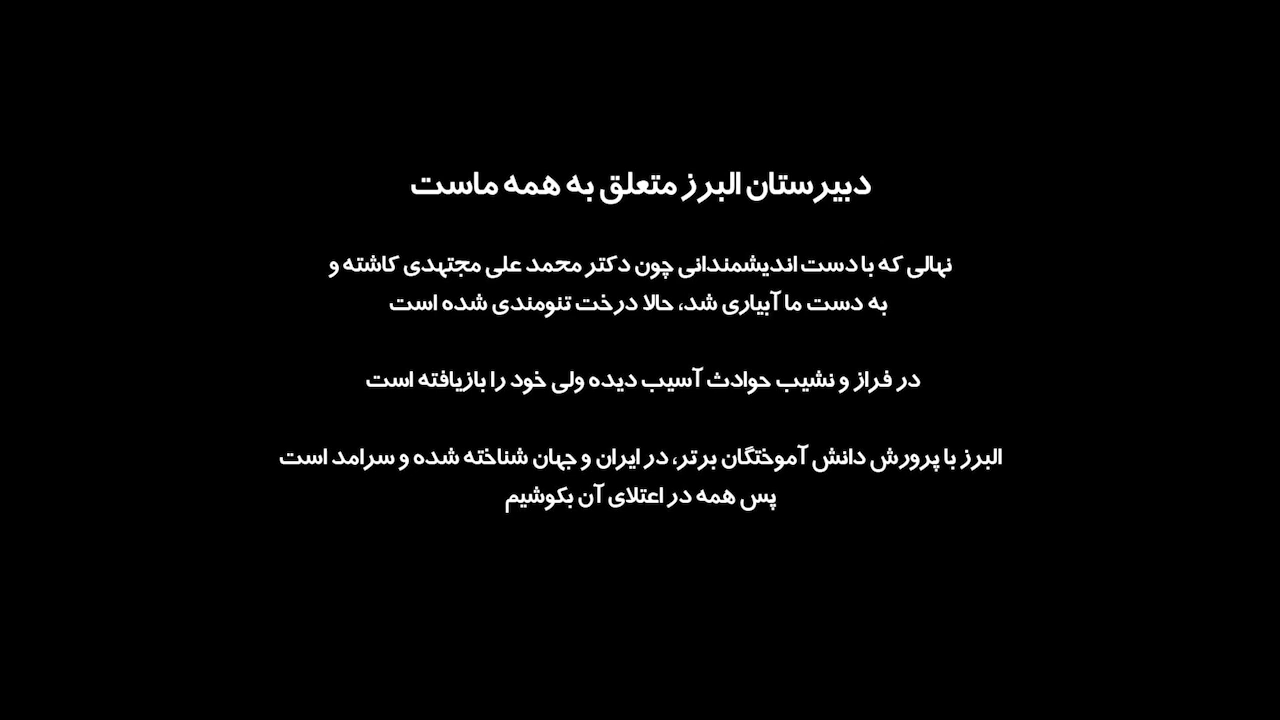 دبیرستان البرز متعلق به همه ماست
نهالی که با دست اندیشمندانی چون دکتر محمد علی مجتهدی کاشته و
به دست ما آبیاری شد، حالا درخت تنومندی شده است
در فراز و نشیب حوادث آسیب دیده ولی خود را بازیافته است
البرز با پرورش دانش آموختگان برتر، در ایران و جهان شناخته شده و سرامد است
پس همه در اعتلای آن بکوشیم